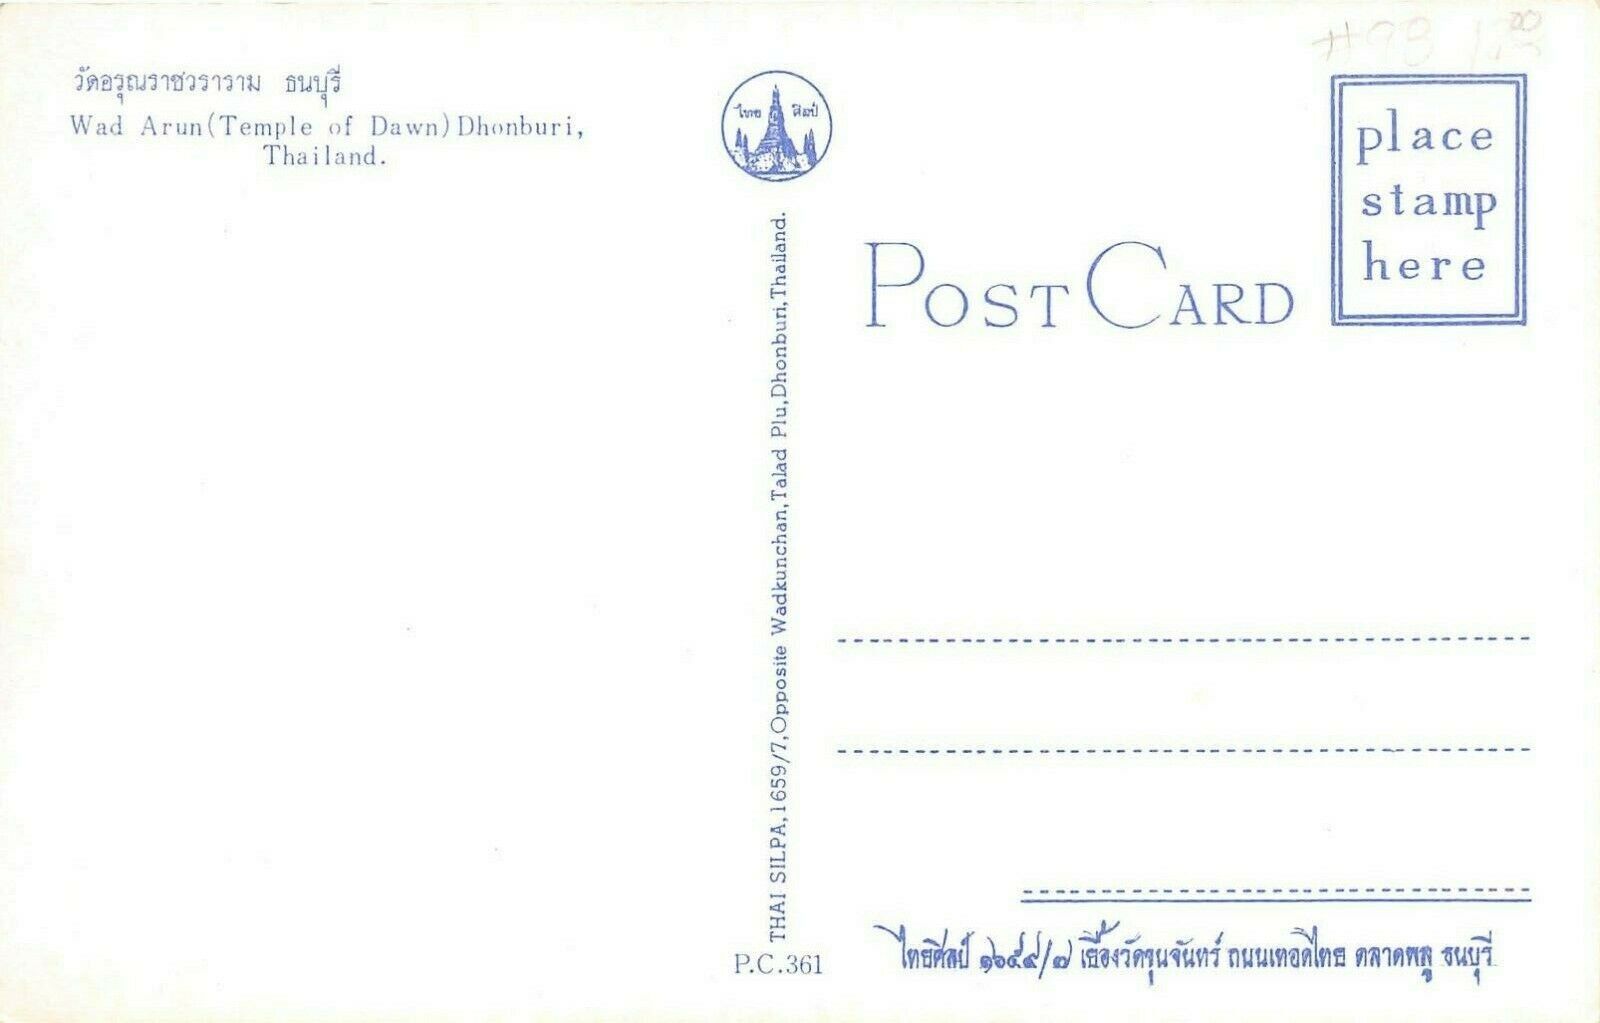 วัดอรุณราชวราราม ธนบุรี
Wad Arun(Temple of Dawn)Dhonburi,
Thailand.
ไทย ศิลป์
place
stamp
here
POST CARD
THAI SILPA,1659/7,Opposite Wadkunchan,Talad Plu,Dhonburi,Thailand.
P.C.361
ไทยศิลป์ ๑๖๕๙/๗ เยื้องวัดขุนจันทร์ ถนนเทอดไทย ตลาดพลู ธนบุรี